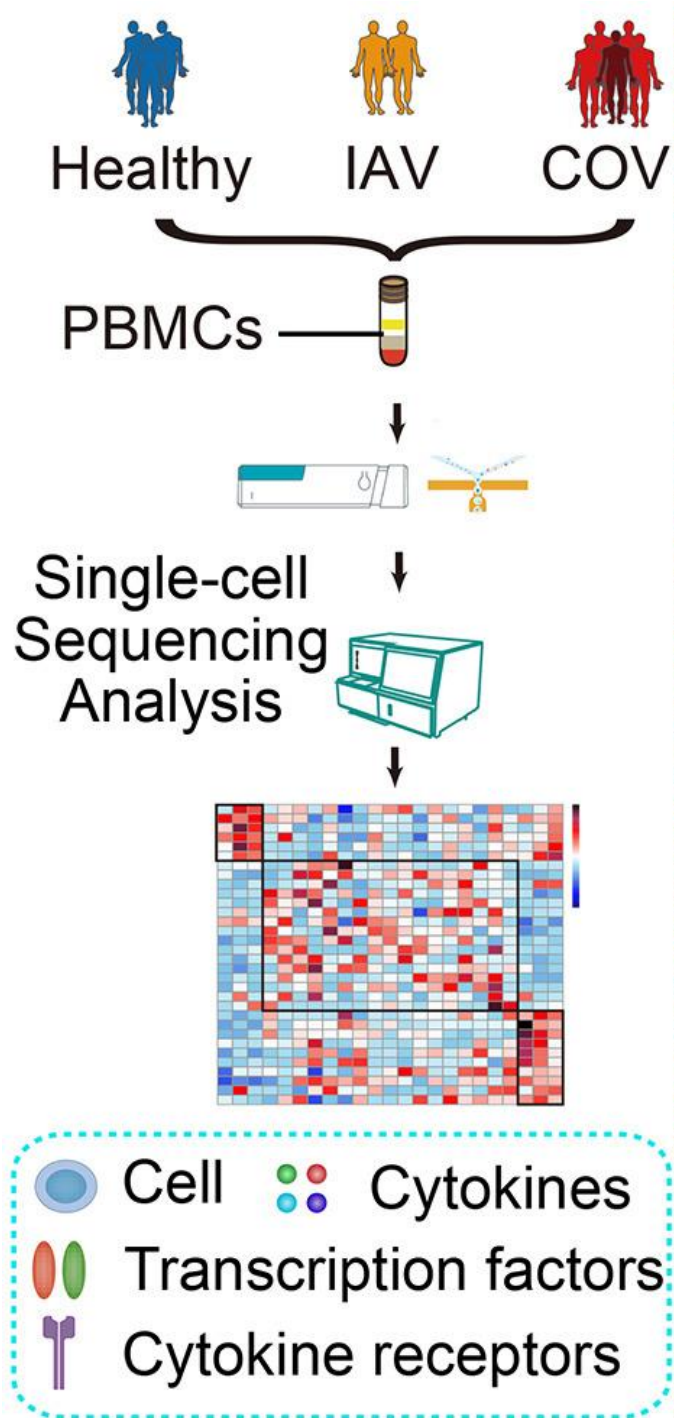 Healthy IAV COV
PBMCs
Single-cell
Sequencing
Analysis
Cell Cytokines
Transcription factors
Cytokine receptors